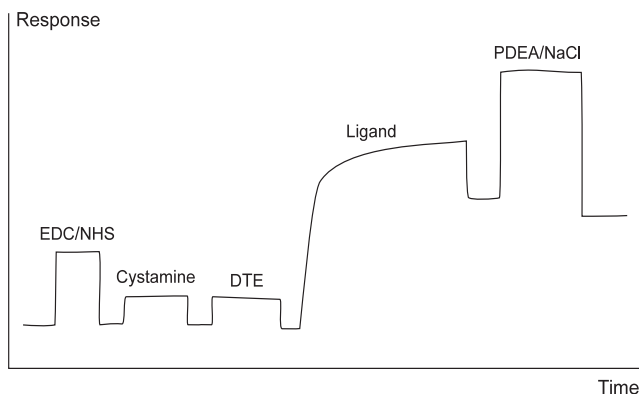 Response
PDEA/NaCl
Ligand
EDC/NHS
Cystamine
DTE
Time